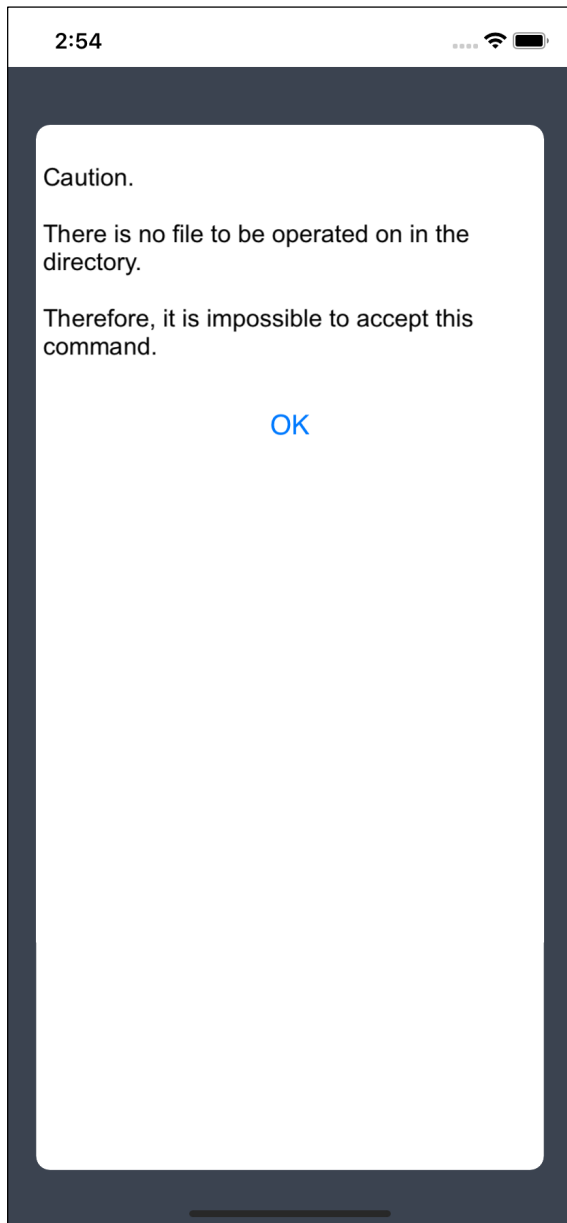 2:54
Caution.
There is no file to be operated on in the
directory.
Therefore, it is impossible to accept this
command.
OK